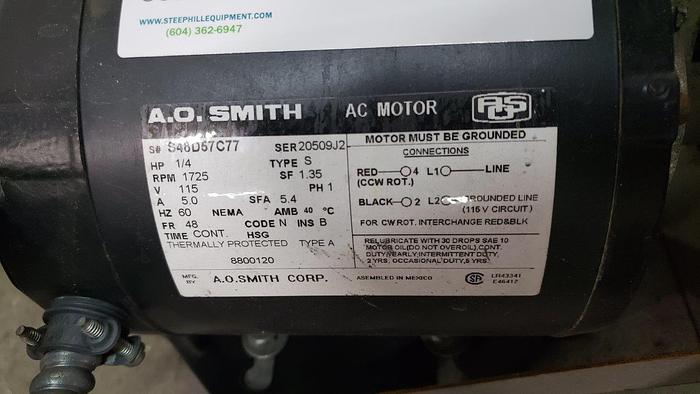 WWW.STEEPHILLEQUIPMENT.COM
(604) 362-6947
A.O. SMITH AC MOTOR AOS
S# S48D57C77 SER 20509J2
HP 1/4 TYPE S
RPM 1725 SF 1.35
V 115 PH 1
A 5.0 SFA 5.4
HZ 60 NEMA AMB 40 °C
FR 48 CODE N INS B
TIME CONT. HSG
THERMALLY PROTECTED TYPE A
8800120
MOTOR MUST BE GROUNDED
CONNECTIONS
RED 4 L1 LINE
(CCW ROT.)
BLACK 2 L2 GROUNDED LINE
(115 V CIRCUIT)
FOR CW ROT. INTERCHANGE RED&BLK
RELUBRICATE WITH 30 DROPS SAE 10
MOTOR OIL(DO NOT OVEROIL).CONT.
DUTY/YEARLY INTERMITTENT DUTY,
2 YRS, OCCASIONAL DUTY,5 YRS.
MFG. BY A.O.SMITH CORP. ASEMBLED IN MEXICO
SA LR43341
E46412